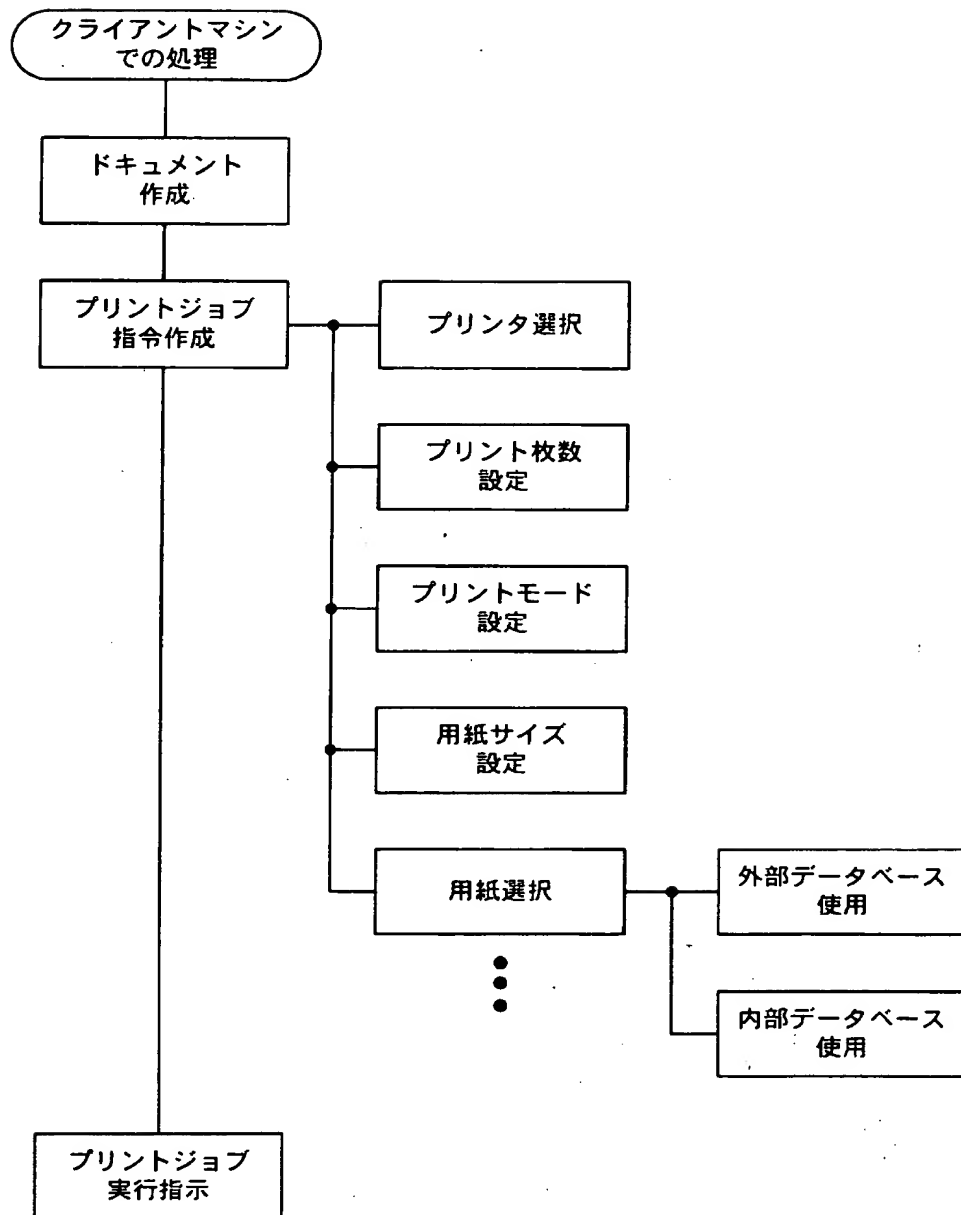 クライアントマシン
での処理
ドキュメント
作成
プリントジョブ
指令作成
プリンタ選択
プリント枚数
設定
プリントモード
設定
用紙サイズ
設定
用紙選択
外部データベース
使用
内部データベース
使用
プリントジョブ
実行指示